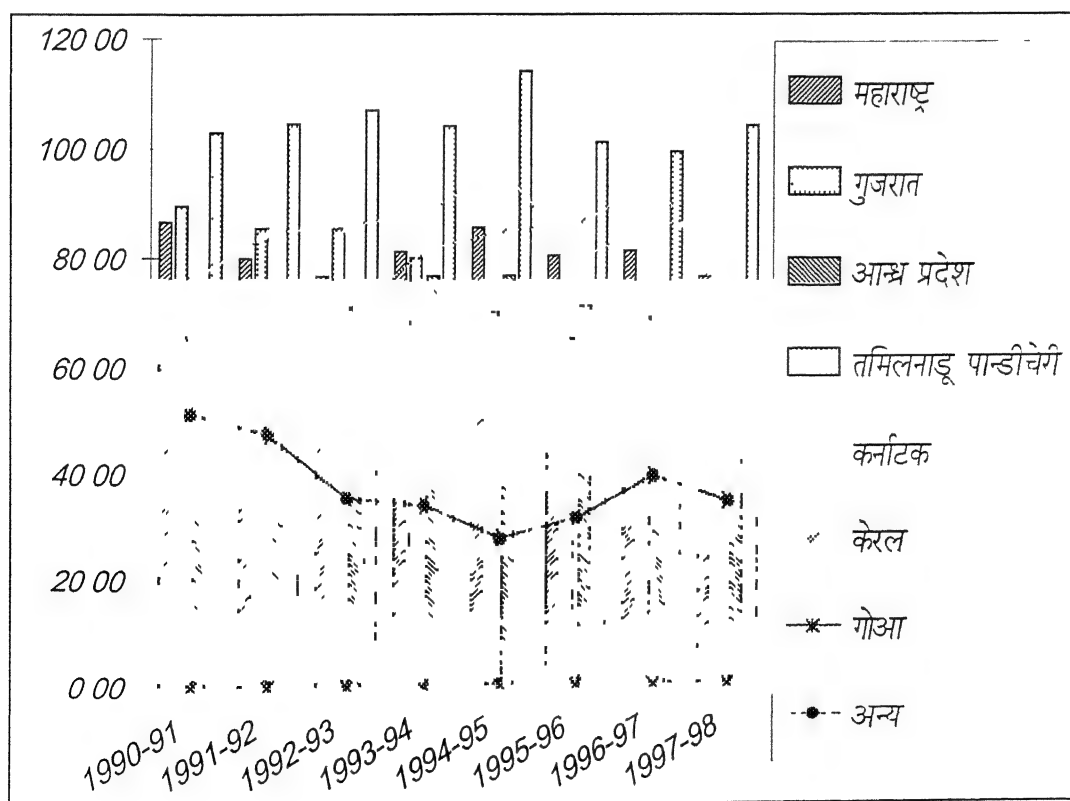 120 00
100 00
80 00
60 00
40 00
20 00
0 00
1990-91
1991-92
1992-93
1993-94
1994-95
1995-96
1996-97
1997-98
महाराष्ट्र
गुजरात
आन्ध्र प्रदेश
तमिलनाडू पान्डीचेरी
कर्नाटक
केरल
गोआ
अन्य